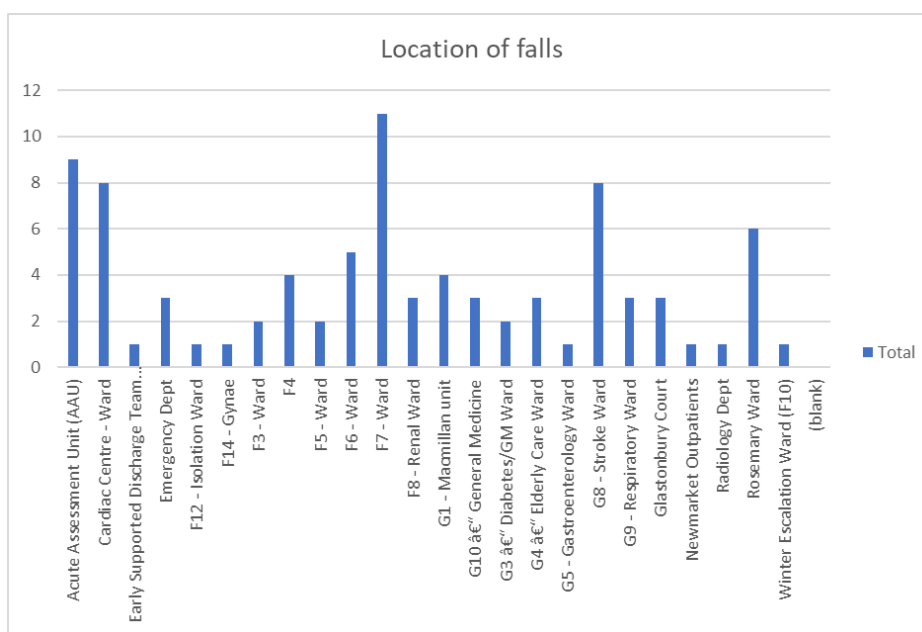 Location of falls
12
10
8
6
4
2
0
Acute Assessment Unit (AAU)
Cardiac Centre - Ward
Early Supported Discharge Team...
Emergency Dept
F12 - Isolation Ward
F14 - Gynae
F3 - Ward
F4
F5 - Ward
F6 - Ward
F7 - Ward
F8 - Renal Ward
G1 - Macmillan unit
G10 â€“ General Medicine
G3 â€“ Diabetes/GM Ward
G4 â€“ Elderly Care Ward
G5 - Gastroenterology Ward
G8 - Stroke Ward
G9 - Respiratory Ward
Glastonbury Court
Newmarket Outpatients
Radiology Dept
Rosemary Ward
Winter Escalation Ward (F10)
(blank)
Total